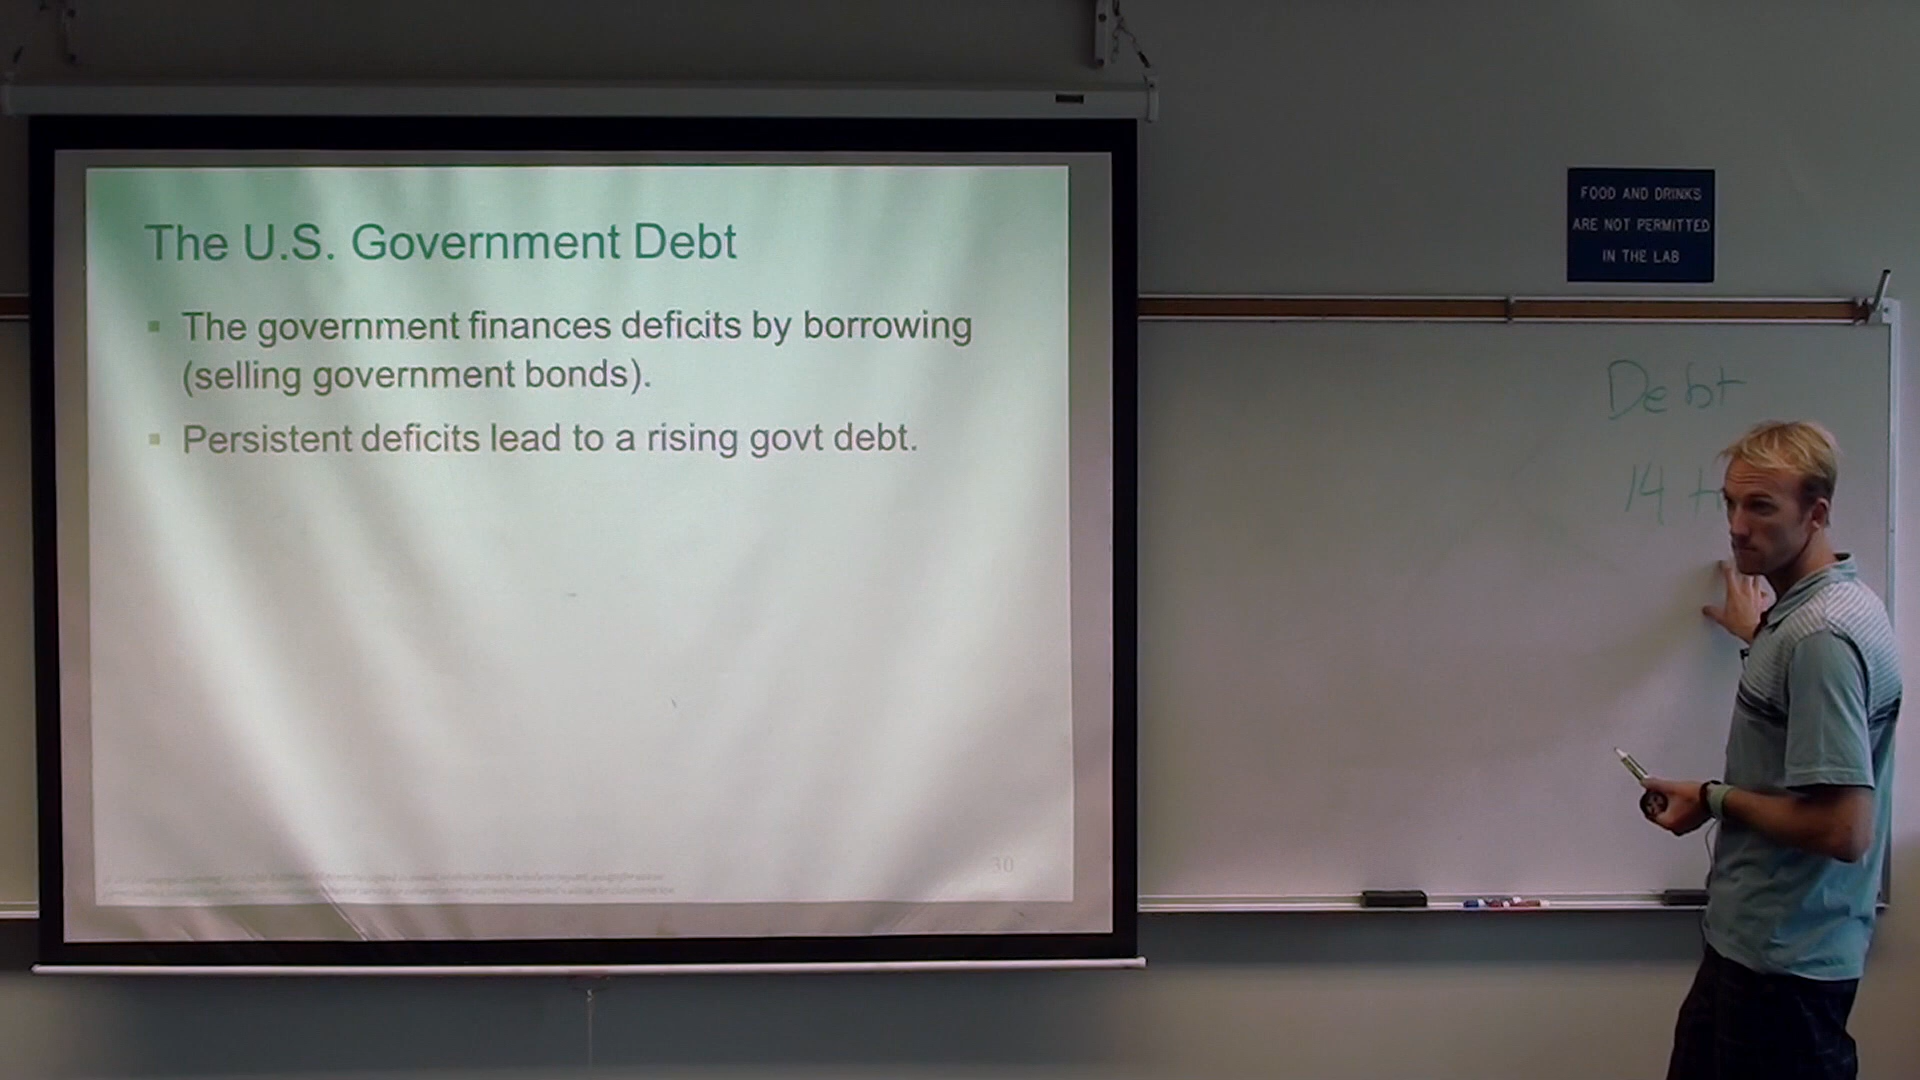 The U.S. Government Debt
The government finances deficits by borrowing
(selling government bonds).
Persistent deficits lead to a rising govt debt.
30
FOOD AND DRINKS
ARE NOT PERMITTED
IN THE LAB
Debt
14